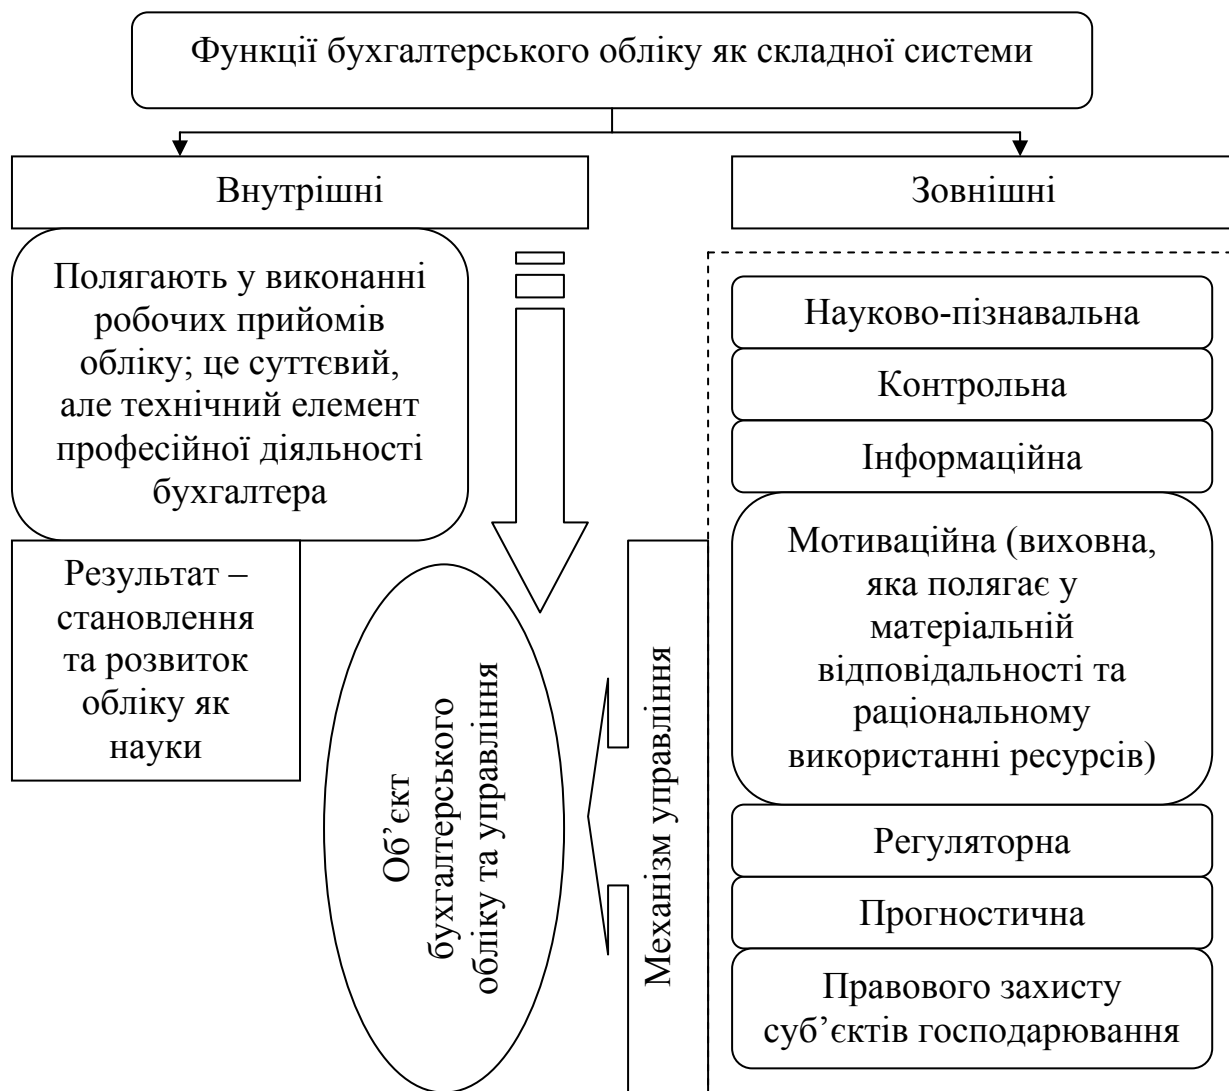 Функції бухгалтерського обліку як складної системи
Внутрішні
Зовнішні
Полягають у виконанні
робочих прийомів
обліку; це суттєвий,
але технічний елемент
професійної діяльності
бухгалтера
Результат –
становлення
та розвиток
обліку як
науки
Об’єкт
бухгалтерського
обліку та управління
Механізм управління
Науково-пізнавальна
Контрольна
Інформаційна
Мотиваційна (виховна,
яка полягає у
матеріальній
відповідальності та
раціональному
використанні ресурсів)
Регуляторна
Прогностична
Правового захисту
суб’єктів господарювання